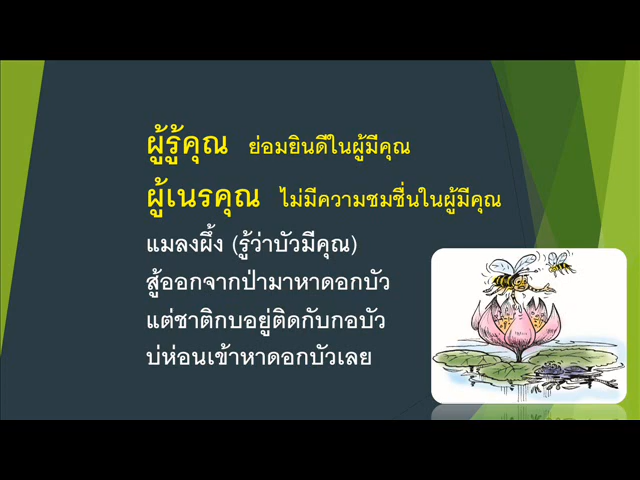 ผู้รู้คุณ ย่อมยินดีในผู้มีคุณ
ผู้เนรคุณ ไม่มีความชมชื่นในผู้มีคุณ
แมลงผึ้ง (รู้ว่าบัวมีคุณ)
สู้ออกจากป่ามาหาดอกบัว
แต่ชาติกบอยู่ติดกับกอบัว
บ่ห่อนเข้าหาดอกบัวเลย